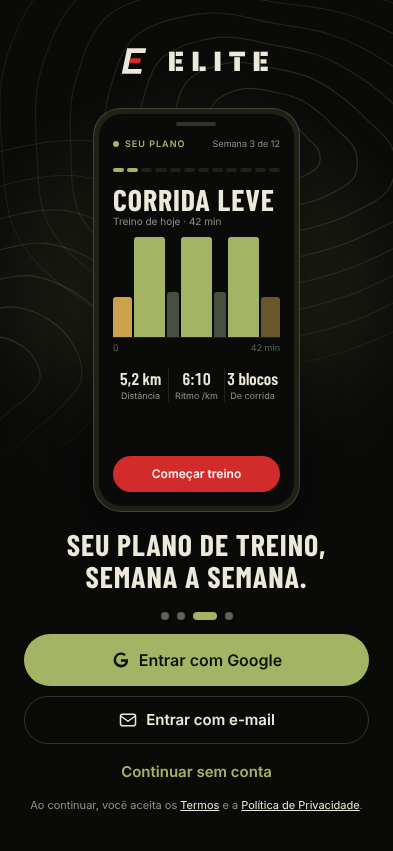 E ELITE
SEU PLANO
Semana 3 de 12
CORRIDA LEVE
Treino de hoje · 42 min
0
42 min
5,2 km
6:10
3 blocos
Distância
Ritmo /km
De corrida
Começar treino
SEU PLANO DE TREINO,
SEMANA A SEMANA.
Entrar com Google
Entrar com e-mail
Continuar sem conta
Ao continuar, você aceita os Termos e a Política de Privacidade.